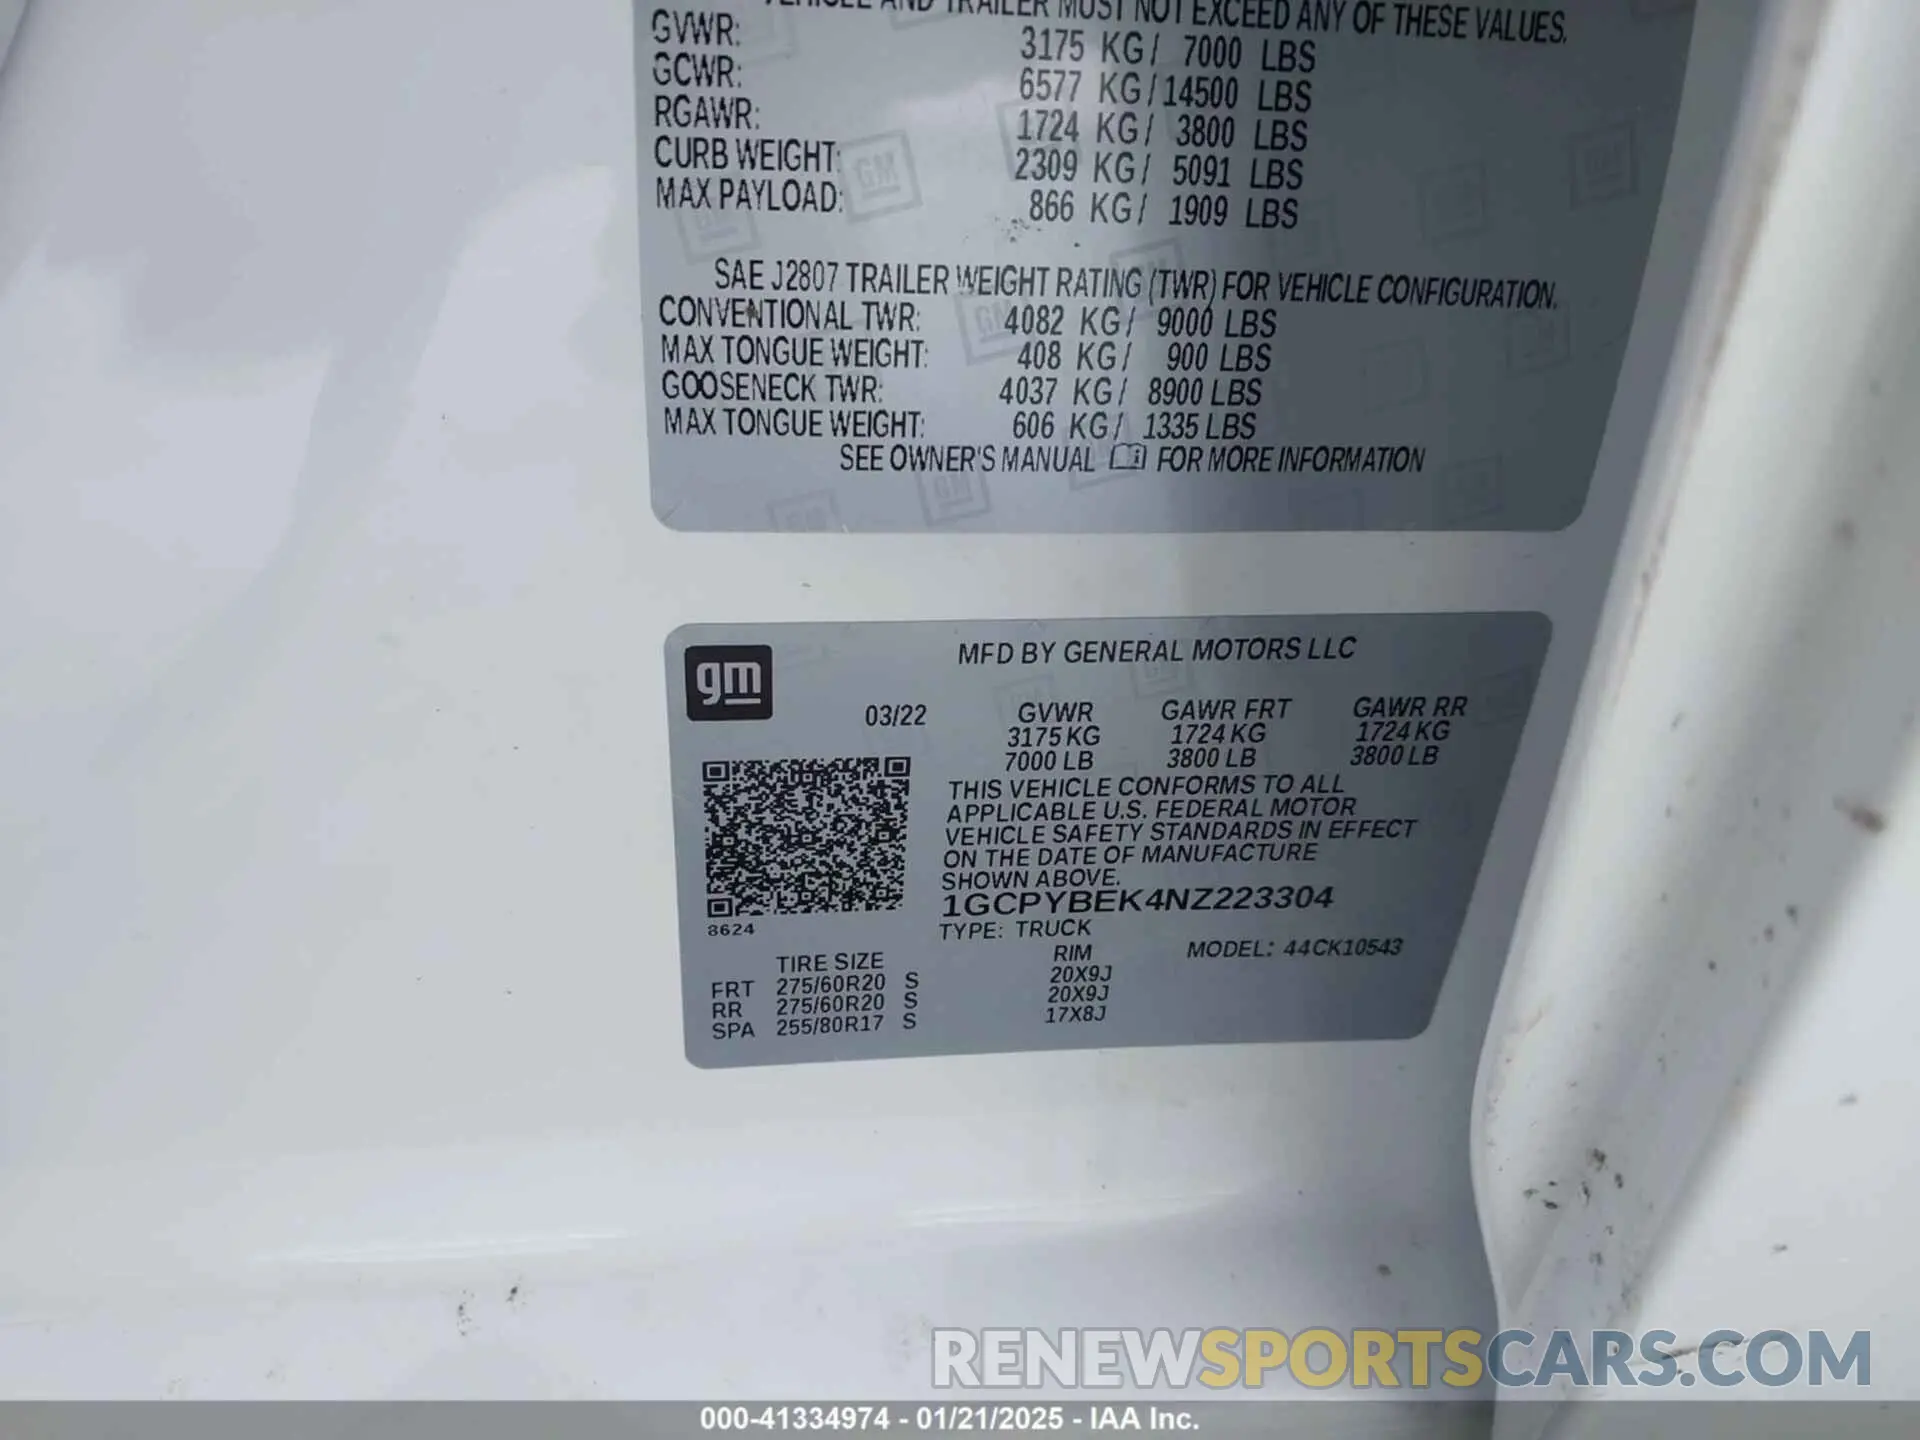 VEHICLE AND TRAILER MUST NOT EXCEED ANY OF THESE VALUES.
GVWR: 3175 KG/ 7000 LBS
GCWR: 6577 KG/14500 LBS
RGAWR: 1724 KG/ 3800 LBS
CURB WEIGHT: 2309 KG/ 5091 LBS
MAX PAYLOAD: 866 KG/ 1909 LBS
SAE J2807 TRAILER WEIGHT RATING (TWR) FOR VEHICLE CONFIGURATION.
CONVENTIONAL TWR: 4082 KG/ 9000 LBS
MAX TONGUE WEIGHT: 408 KG/ 900 LBS
GOOSENECK TWR: 4037 KG/ 8900 LBS
MAX TONGUE WEIGHT: 606 KG/ 1335 LBS
SEE OWNER'S MANUAL FOR MORE INFORMATION
gm
MFD BY GENERAL MOTORS LLC
03/22 GVWR GAWR FRT GAWR RR
3175 KG 1724 KG 1724 KG
7000 LB 3800 LB 3800 LB
THIS VEHICLE CONFORMS TO ALL
APPLICABLE U.S. FEDERAL MOTOR
VEHICLE SAFETY STANDARDS IN EFFECT
ON THE DATE OF MANUFACTURE
SHOWN ABOVE.
1GCPYBEK4NZ223304
8624
TYPE: TRUCK
MODEL: 44CK10543
TIRE SIZE RIM
FRT 275/60R20 S 20X9J
RR 275/60R20 S 20X9J
SPA 255/80R17 S 17X8J
RENEWSPORTSCARS.COM
000-41334974 - 01/21/2025 - IAA Inc.